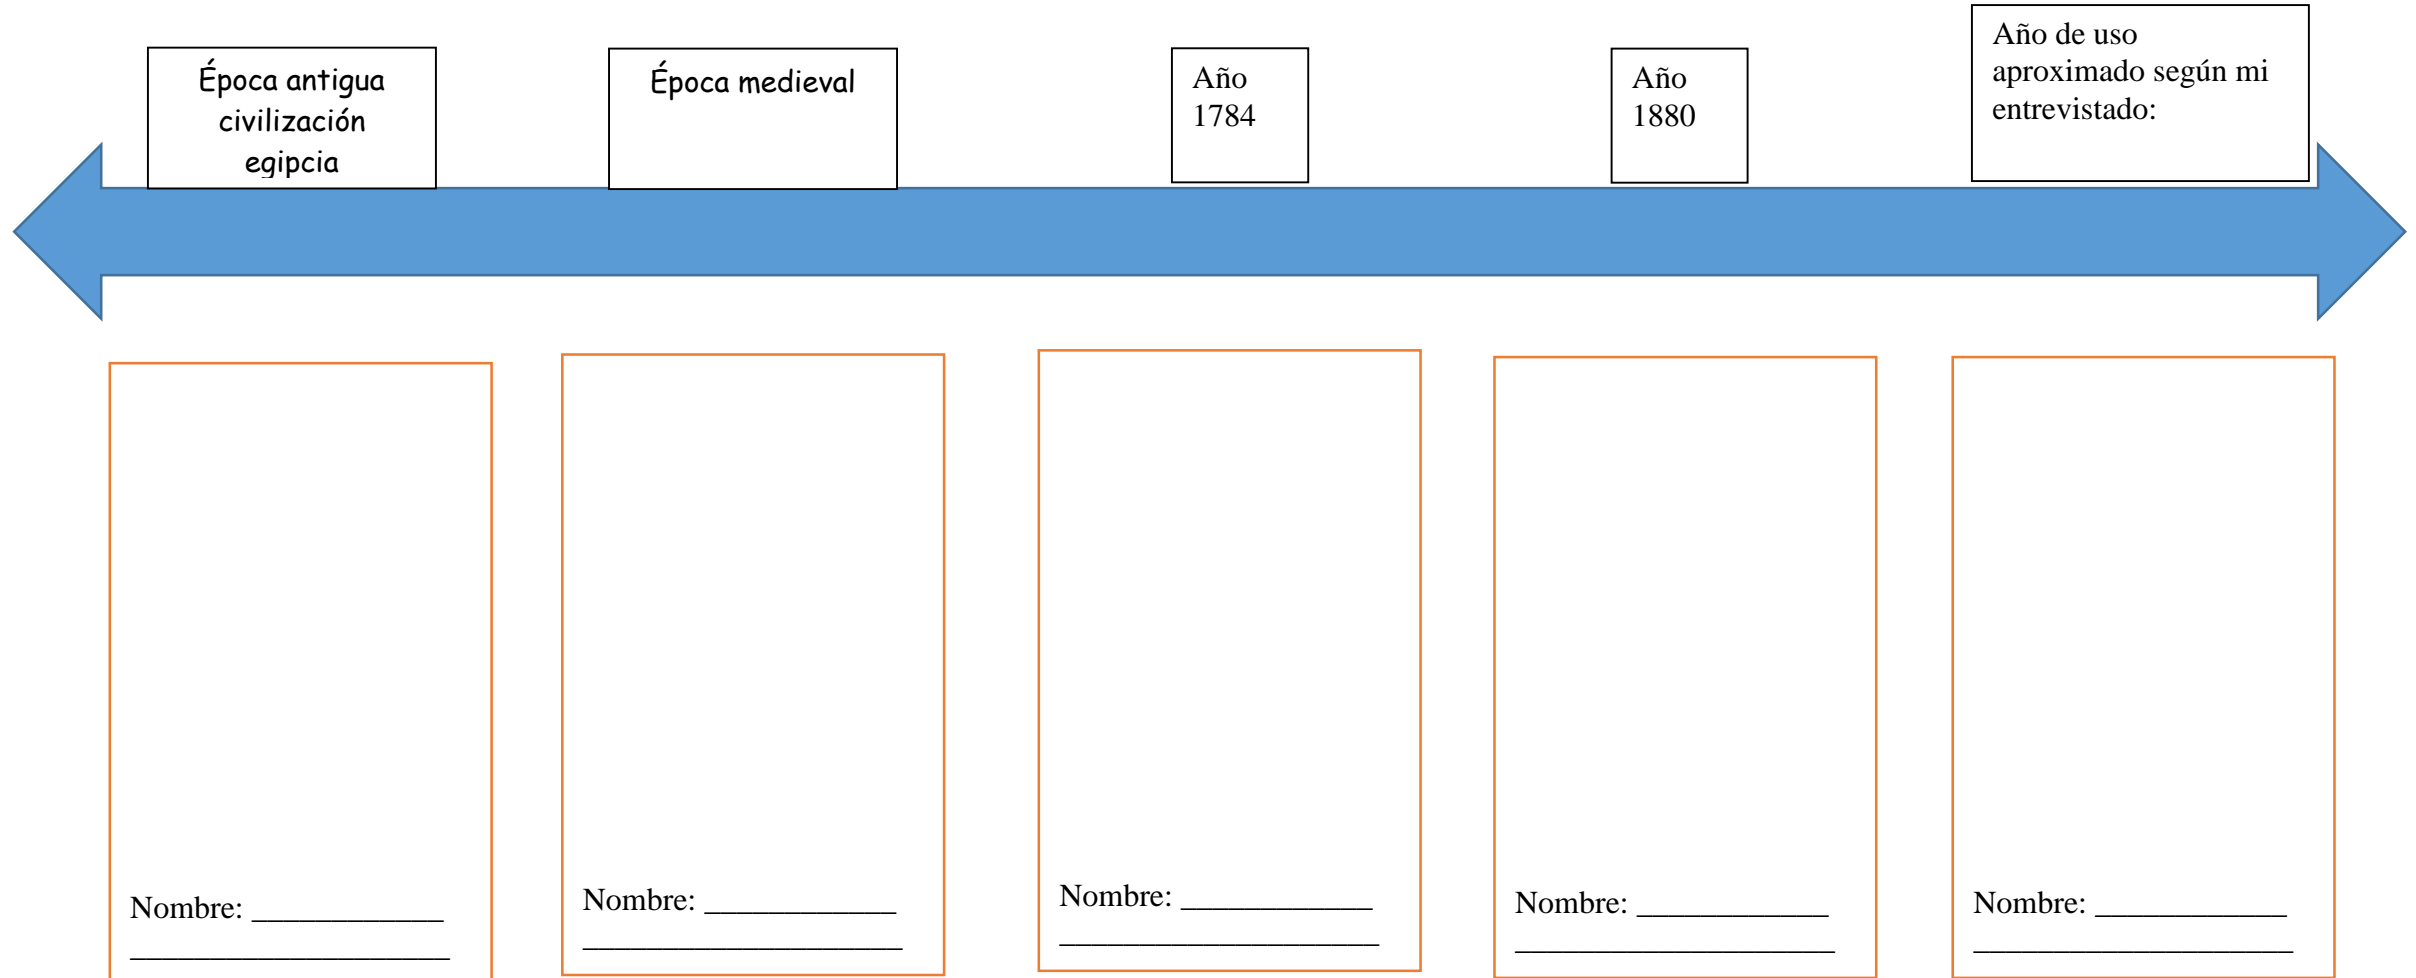 Época antigua
civilización
egipcia
Época medieval
Año
1784
Año
1880
Año de uso
aproximado según mi
entrevistado:
Nombre: ____________
____________________
Nombre: ____________
____________________
Nombre: ____________
____________________
Nombre: ____________
____________________
Nombre: ____________
____________________